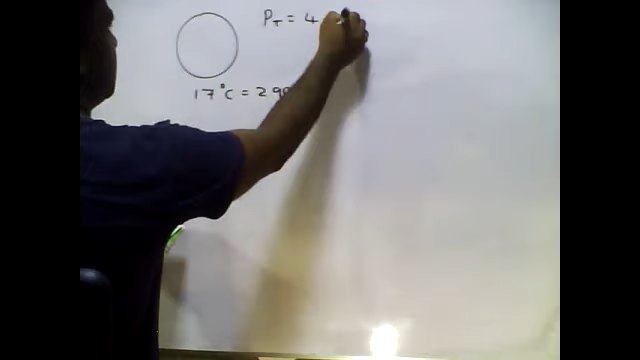 P_T = 4
17°C = 29